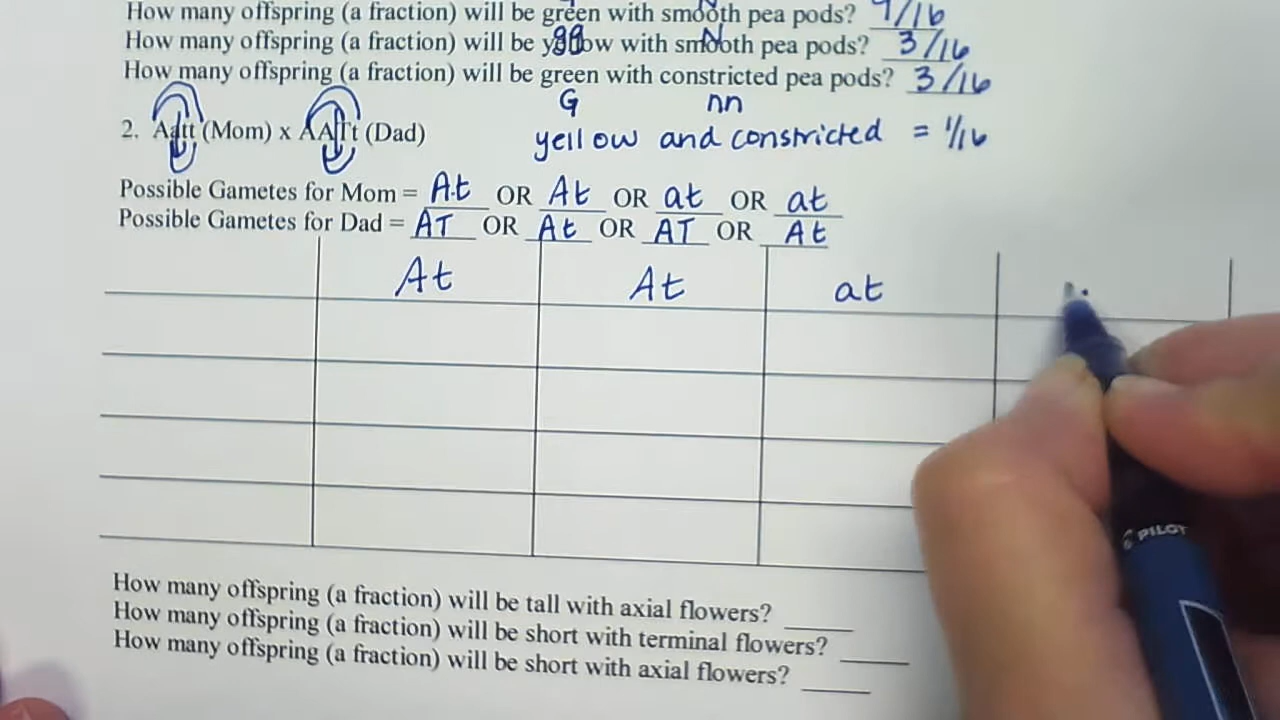 How many offspring (a fraction) will be green with smooth pea pods? 9/16
N
How many offspring (a fraction) will be yellow with smooth pea pods? 3/16
gg N
How many offspring (a fraction) will be green with constricted pea pods? 3/16
G nn
2. Aatt (Mom) x AATt (Dad) yellow and constricted = 1/16
Possible Gametes for Mom = At OR At OR at OR at
Possible Gametes for Dad = AT OR At OR AT OR At
At At at
How many offspring (a fraction) will be tall with axial flowers? _____
How many offspring (a fraction) will be short with terminal flowers? _____
How many offspring (a fraction) will be short with axial flowers? _____
PILOT